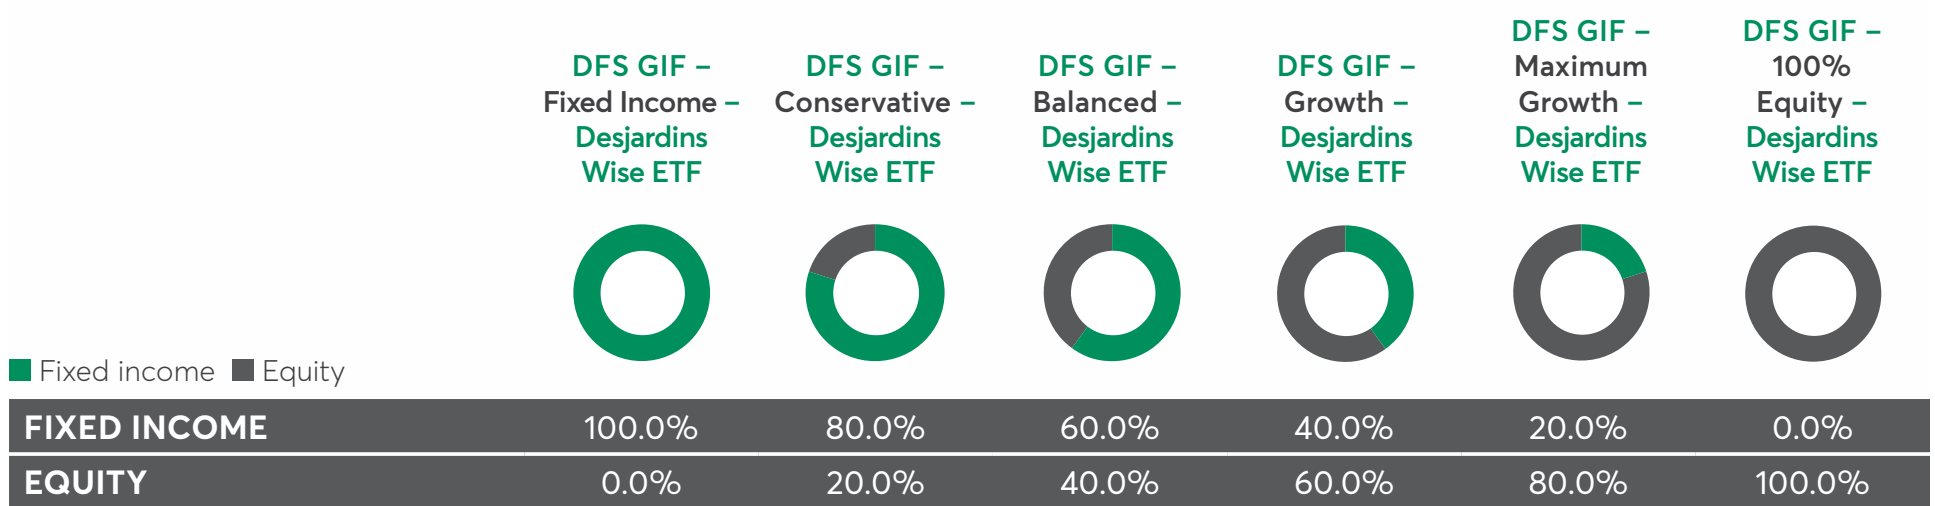 DFS GIF –
Fixed Income –
Desjardins
Wise ETF
DFS GIF –
Conservative –
Desjardins
Wise ETF
DFS GIF –
Balanced –
Desjardins
Wise ETF
DFS GIF –
Growth –
Desjardins
Wise ETF
DFS GIF –
Maximum
Growth –
Desjardins
Wise ETF
DFS GIF –
100%
Equity –
Desjardins
Wise ETF
Fixed income Equity
FIXED INCOME 100.0% 80.0% 60.0% 40.0% 20.0% 0.0%
EQUITY 0.0% 20.0% 40.0% 60.0% 80.0% 100.0%